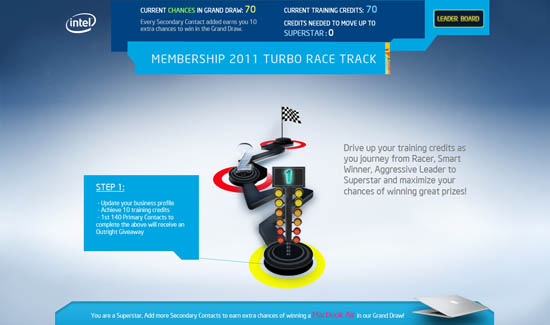 intel
CURRENT CHANCES IN GRAND DRAW: 70
Every Secondary Contact added earns you 10
extra chances to win in the Grand Draw.
CURRENT TRAINING CREDITS: 70
CREDITS NEEDED TO MOVE UP TO
SUPERSTAR : 0
LEADER BOARD
MEMBERSHIP 2011 TURBO RACE TRACK
Drive up your training credits as
you journey from Racer, Smart
Winner, Aggressive Leader to
Superstar and maximize your
chances of winning great prizes!
1
STEP 1:
- Update your business profile
- Achieve 10 training credits
- 1st 140 Primary Contacts to
complete the above will receive an
Outright Giveaway
You are a Superstar, Add more Secondary Contacts to earn extra chances of winning a MacBook Air in our Grand Draw!